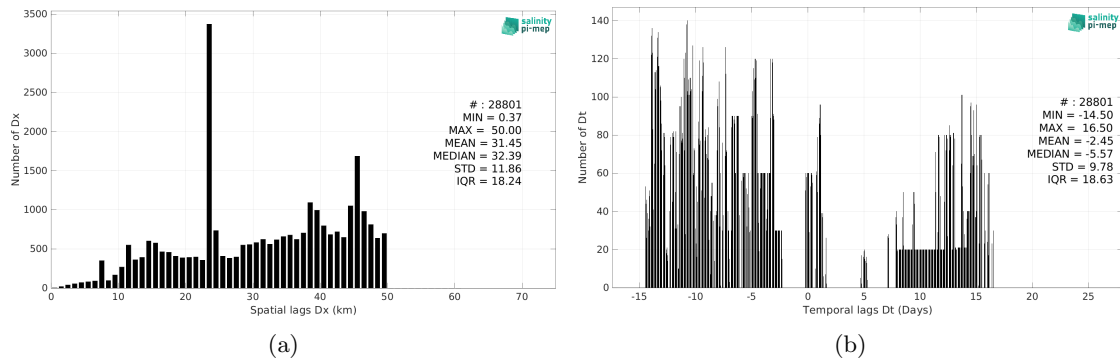 3500
3000
2500
2000
1500
1000
500
0
Number of Dx
0 10 20 30 40 50 60 70
Spatial lags Dx (km)
salinity
pi-mep
# : 28801
MIN = 0.37
MAX = 50.00
MEAN = 31.45
MEDIAN = 32.39
STD = 11.86
IQR = 18.24
(a)
140
120
100
80
60
40
20
0
Number of Dt
-15 -10 -5 0 5 10 15 20 25
Temporal lags Dt (Days)
salinity
pi-mep
# : 28801
MIN = -14.50
MAX = 16.50
MEAN = -2.45
MEDIAN = -5.57
STD = 9.78
IQR = 18.63
(b)